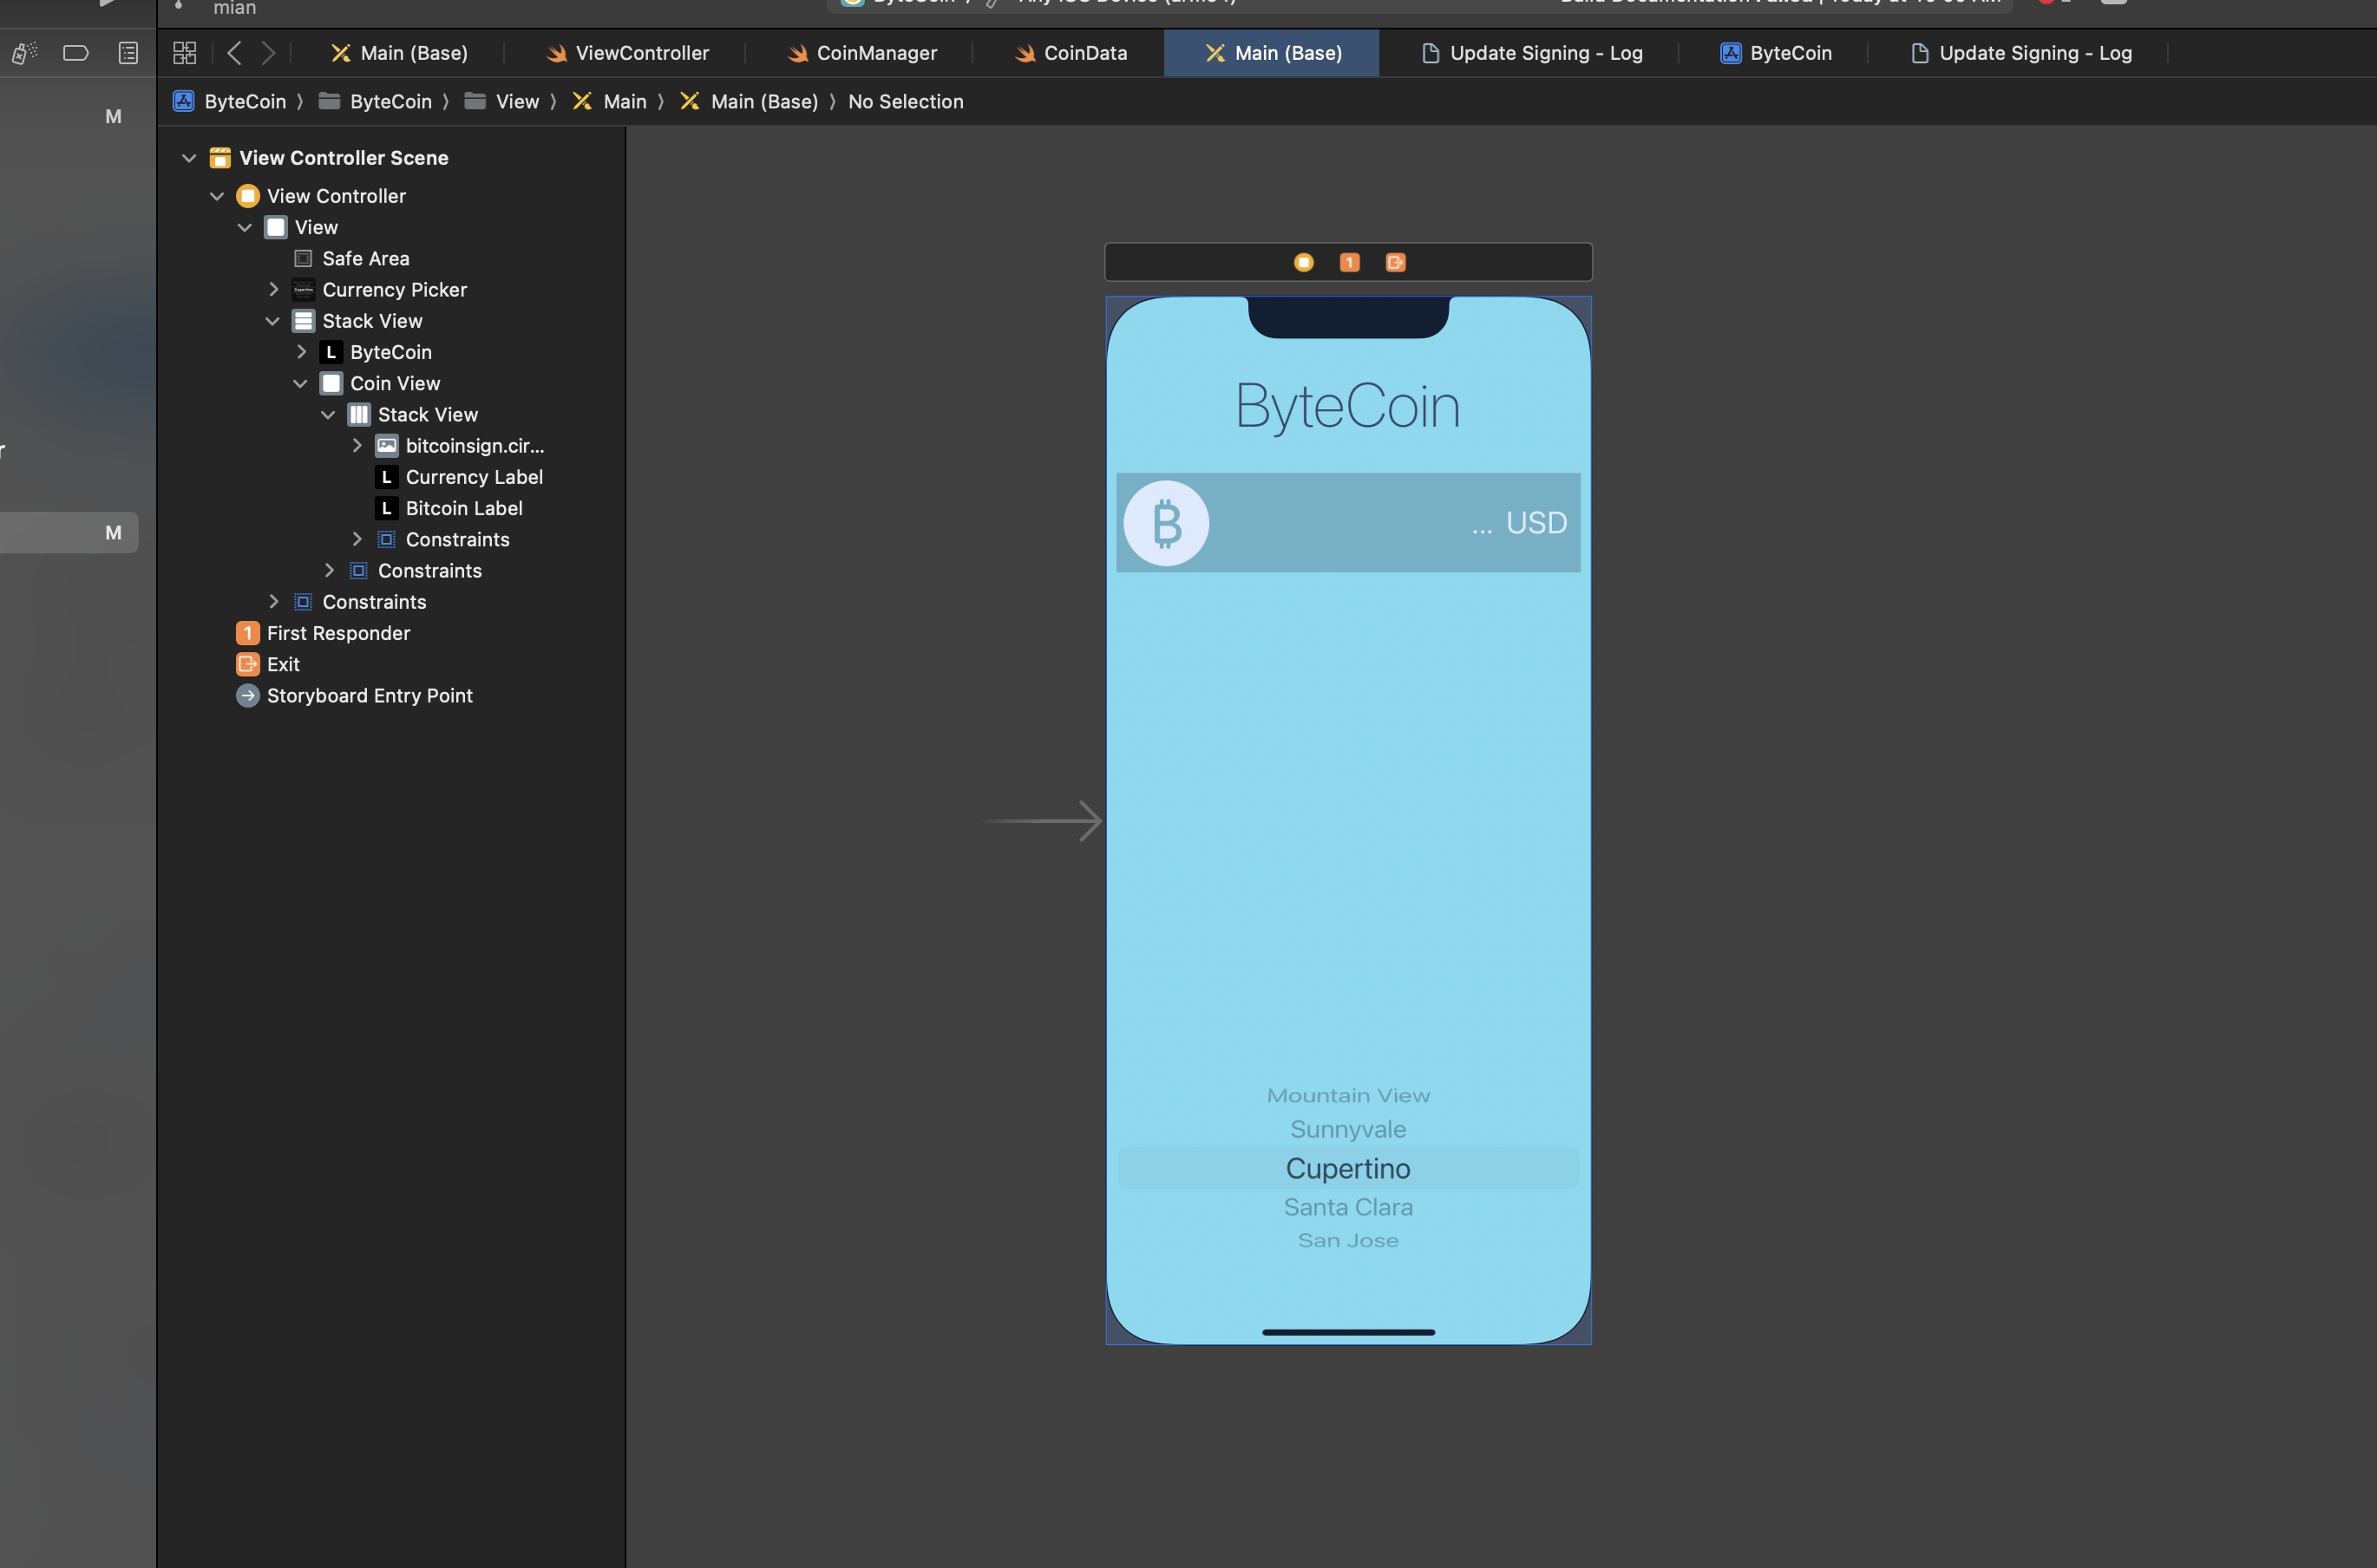 mian
Main (Base)
ViewController
CoinManager
CoinData
Main (Base)
Update Signing - Log
ByteCoin
Update Signing - Log
ByteCoin ⟩ ByteCoin ⟩ View ⟩ Main ⟩ Main (Base) ⟩ No Selection
M
M
View Controller Scene
View Controller
View
Safe Area
Currency Picker
Stack View
L ByteCoin
Coin View
Stack View
bitcoinsign.cir...
L Currency Label
L Bitcoin Label
Constraints
Constraints
Constraints
1 First Responder
Exit
Storyboard Entry Point
1
ByteCoin
... USD
Mountain View
Sunnyvale
Cupertino
Santa Clara
San Jose